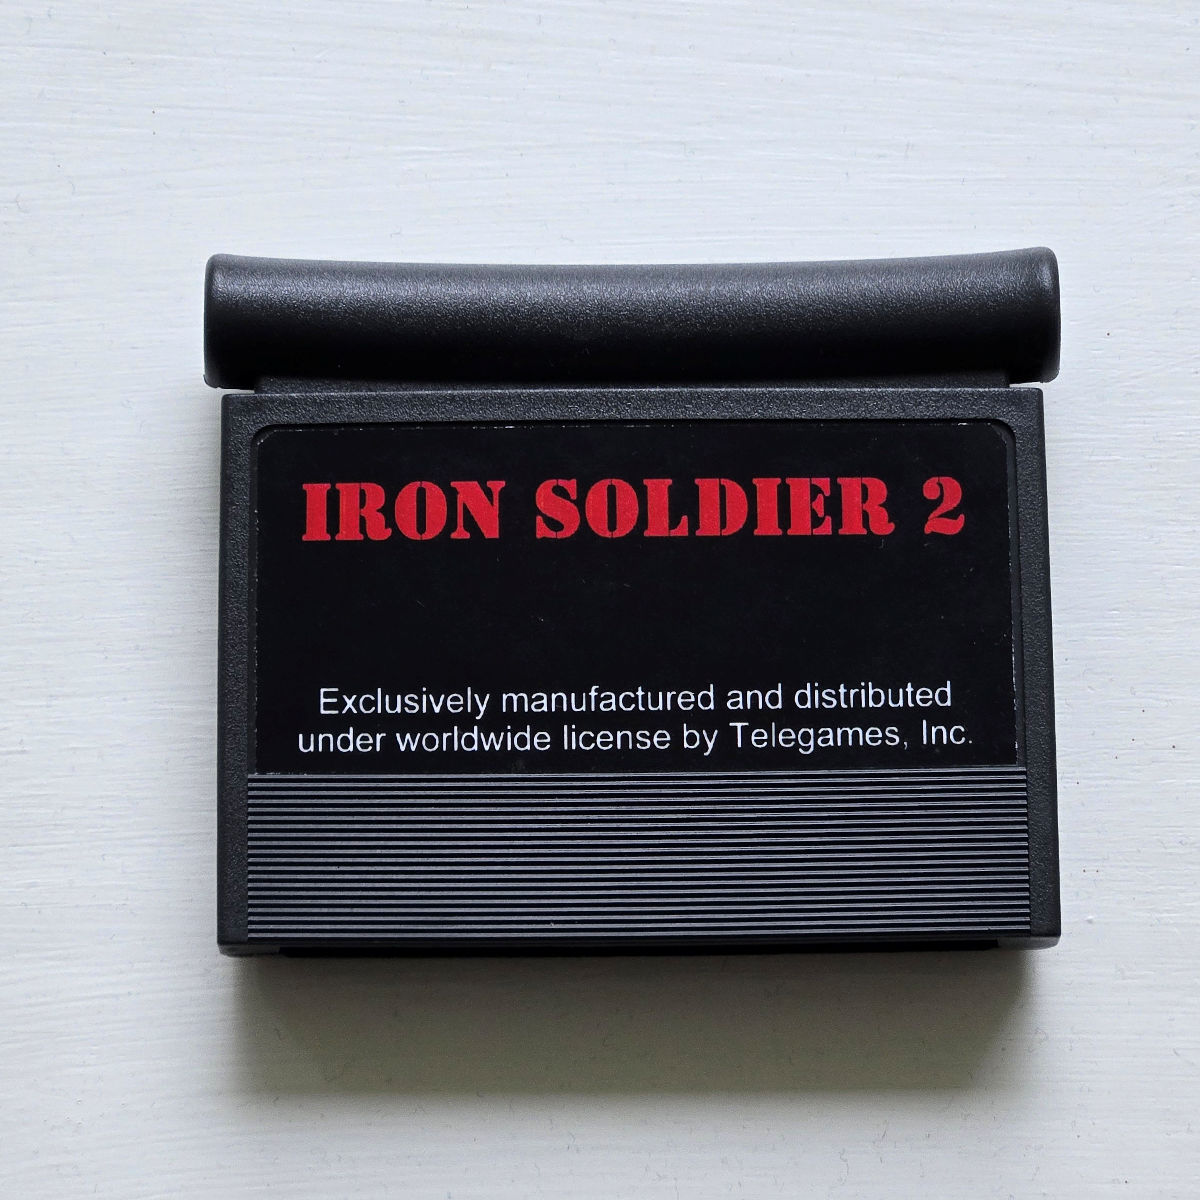 IRON SOLDIER 2
Exclusively manufactured and distributed
under worldwide license by Telegames, Inc.